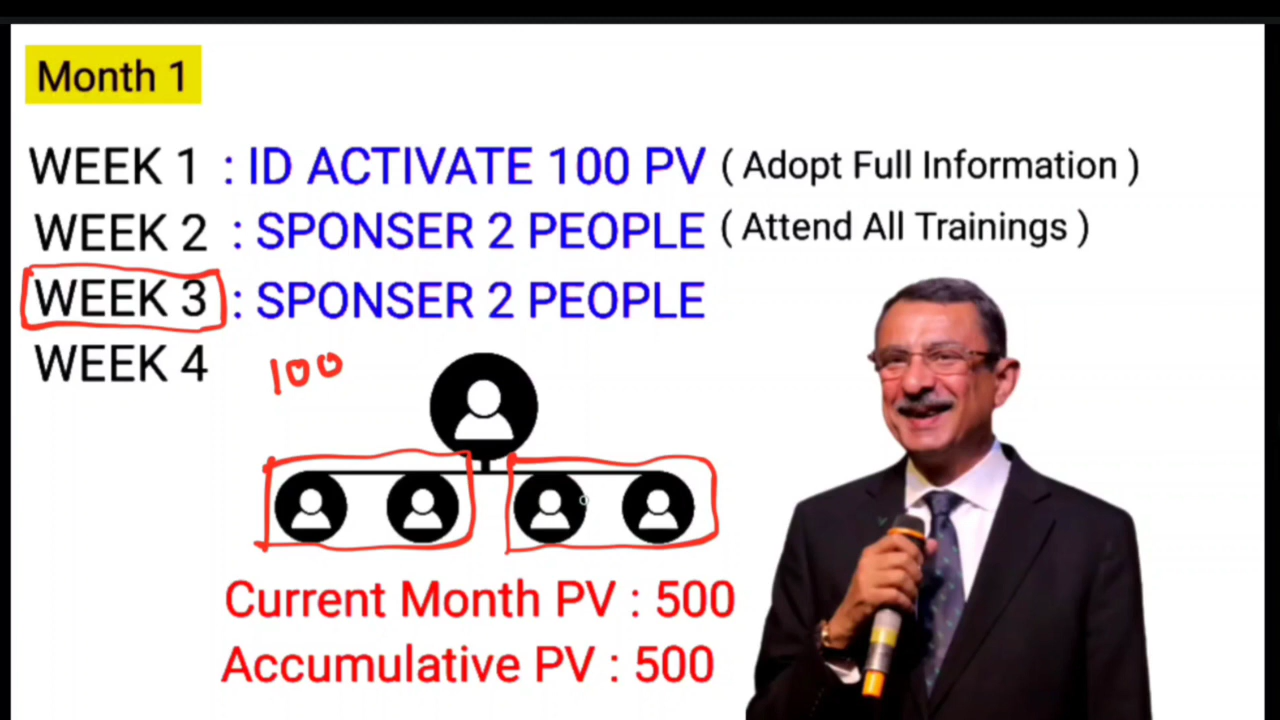 Month 1
WEEK 1 : ID ACTIVATE 100 PV ( Adopt Full Information )
WEEK 2 : SPONSER 2 PEOPLE ( Attend All Trainings )
WEEK 3 : SPONSER 2 PEOPLE
WEEK 4
100
Current Month PV : 500
Accumulative PV : 500